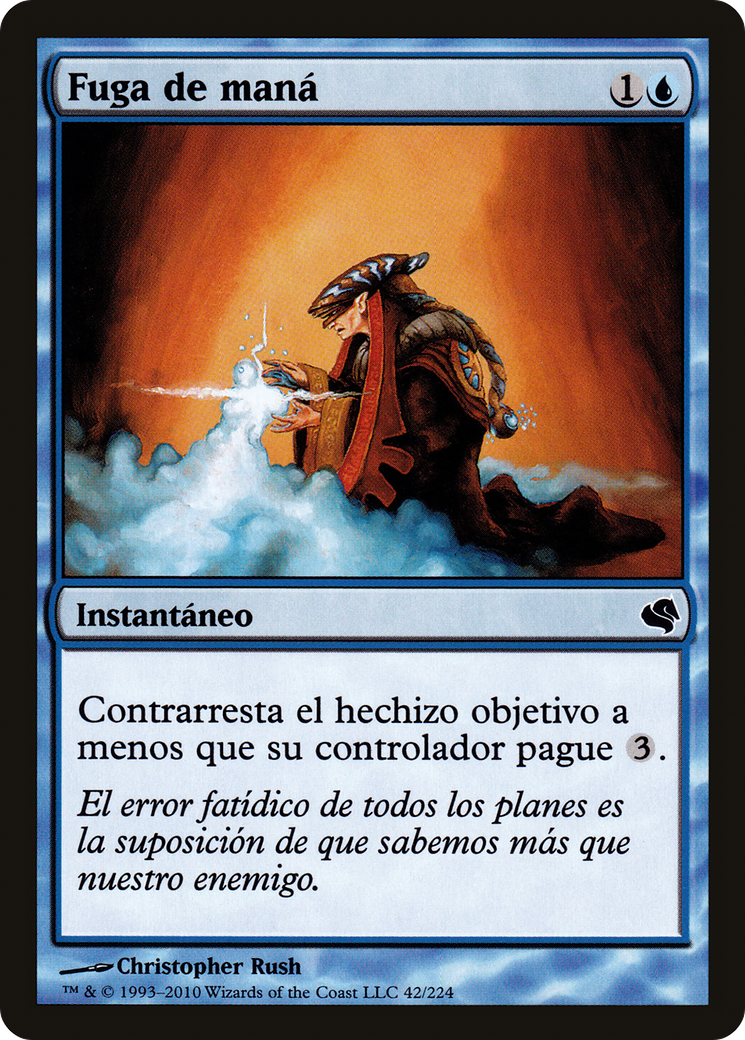 Fuga de maná 1
Instantáneo
Contrarresta el hechizo objetivo a
menos que su controlador pague 3.
El error fatídico de todos los planes es
la suposición de que sabemos más que
nuestro enemigo.
Christopher Rush
™ & © 1993–2010 Wizards of the Coast LLC 42/224